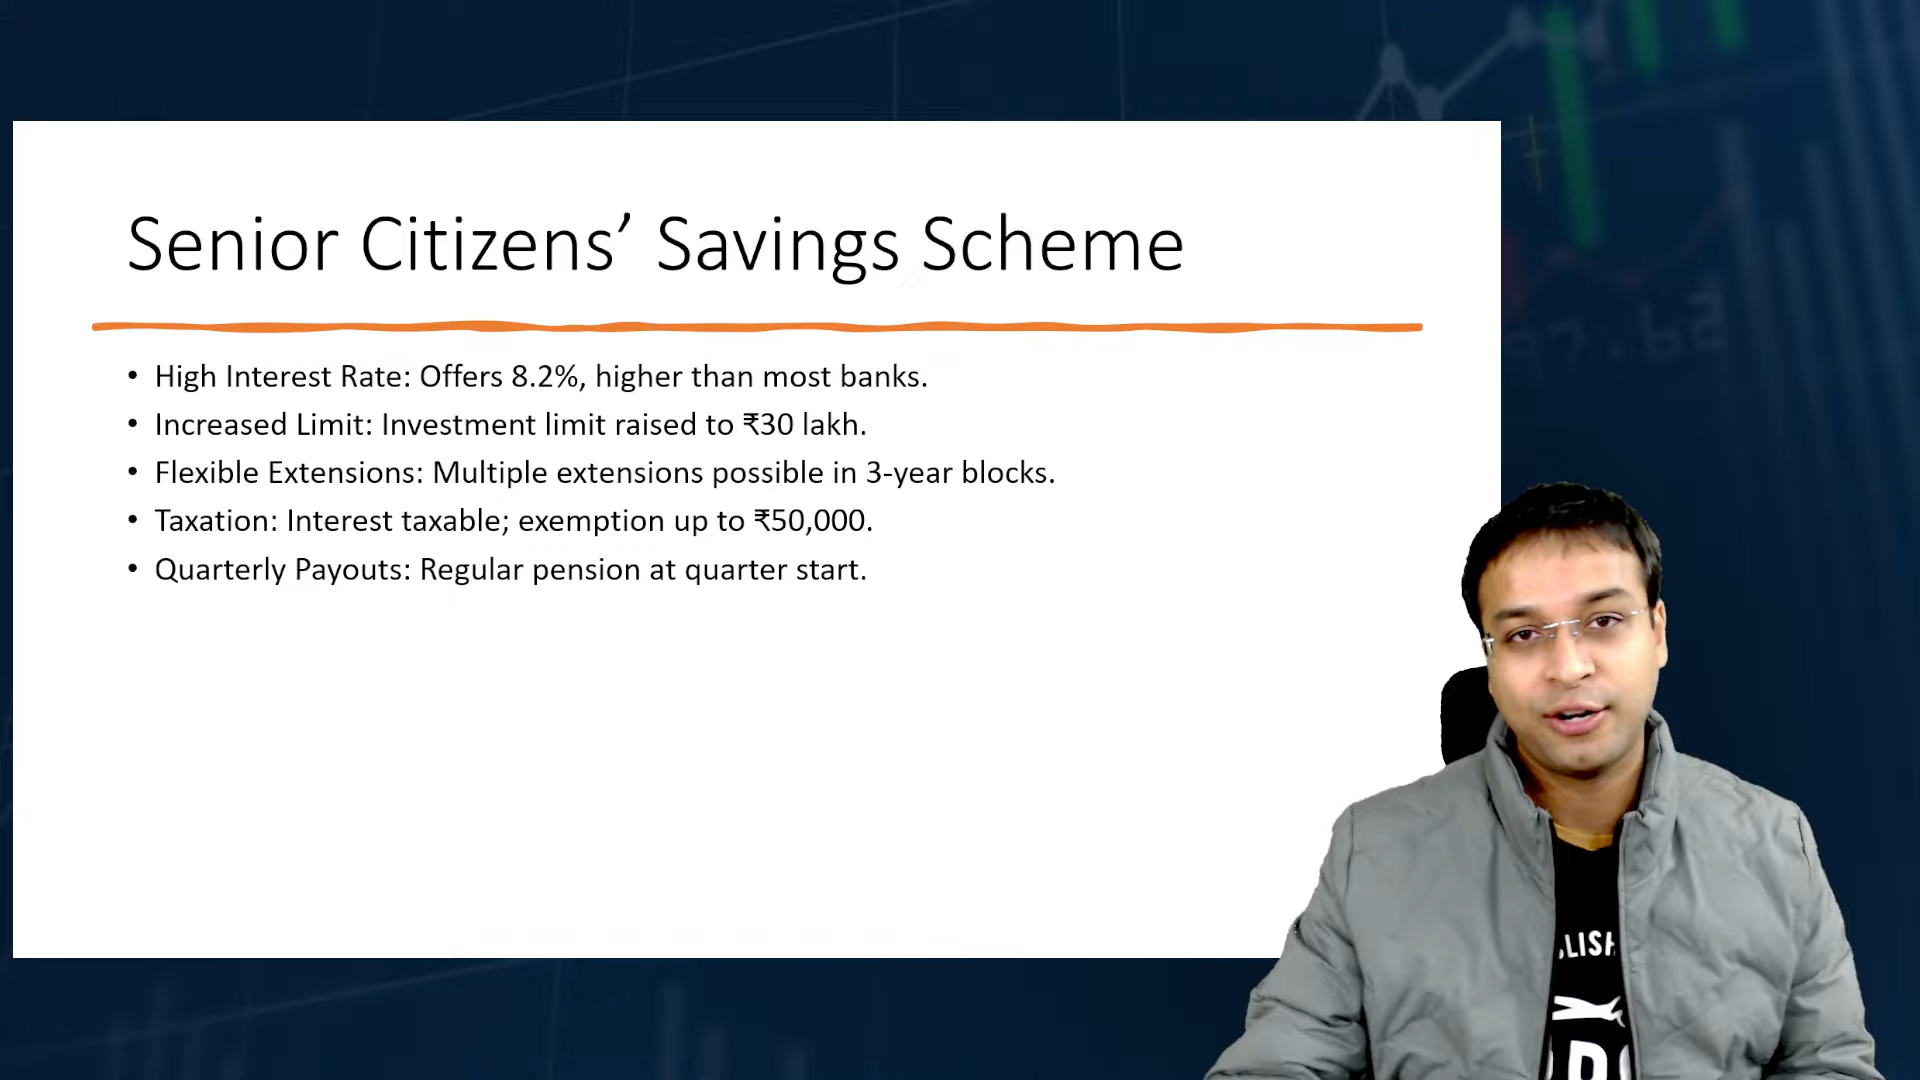 Senior Citizens’ Savings Scheme
• High Interest Rate: Offers 8.2%, higher than most banks.
• Increased Limit: Investment limit raised to ₹30 lakh.
• Flexible Extensions: Multiple extensions possible in 3-year blocks.
• Taxation: Interest taxable; exemption up to ₹50,000.
• Quarterly Payouts: Regular pension at quarter start.
97.62